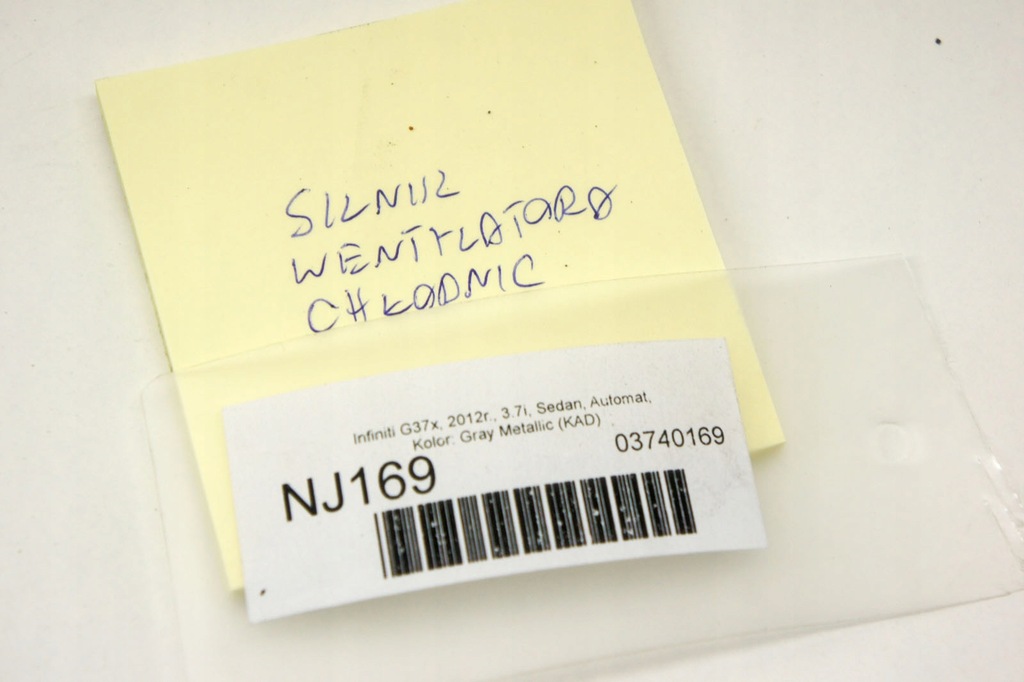 SILNIK
WENTYLATORA
CHŁODNIC
Infiniti G37x, 2012r., 3.7i, Sedan, Automat,
Kolor: Gray Metallic (KAD)
03740169
NJ169